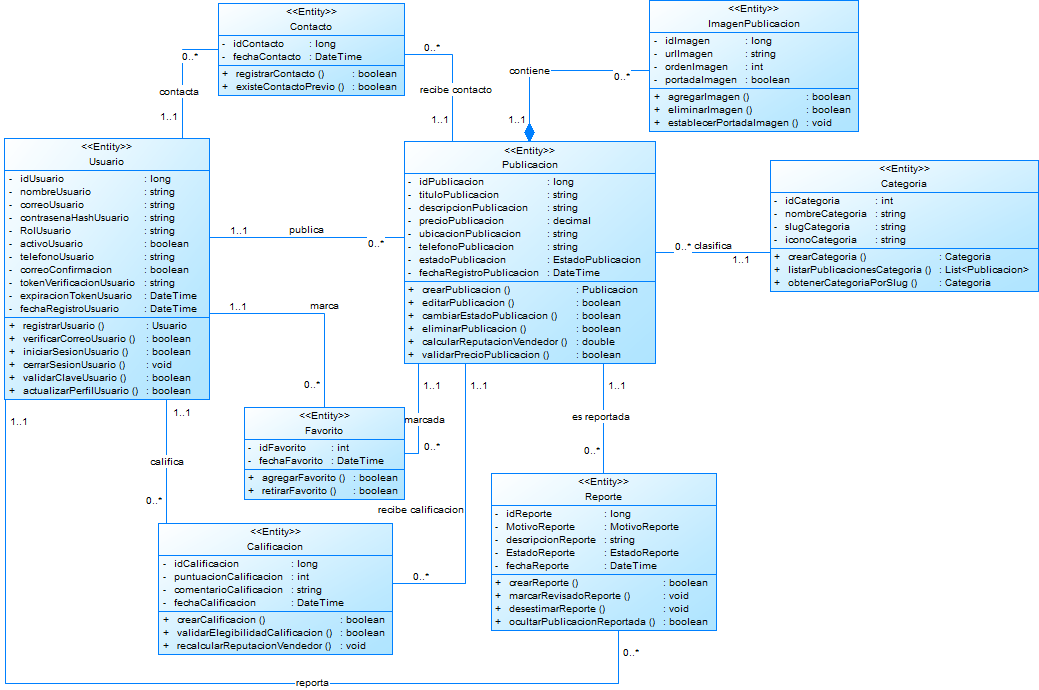 <<Entity>>
Contacto
- idContacto : long
- fechaContacto : DateTime
+ registrarContacto () : boolean
+ existeContactoPrevio () : boolean
<<Entity>>
ImagenPublicacion
- idImagen : long
- urlImagen : string
- ordenImagen : int
- portadaImagen : boolean
+ agregarImagen () : boolean
+ eliminarImagen () : boolean
+ establecerPortadaImagen () : void
0..*
contacta
1..1
0..*
recibe contacto
1..1
contiene
0..*
1..1
<<Entity>>
Usuario
- idUsuario : long
- nombreUsuario : string
- correoUsuario : string
- contrasenaHashUsuario : string
- RolUsuario : string
- activoUsuario : boolean
- telefonoUsuario : string
- correoConfirmacion : boolean
- tokenVerificacionUsuario : string
- expiracionTokenUsuario : DateTime
- fechaRegistroUsuario : DateTime
+ registrarUsuario () : Usuario
+ verificarCorreoUsuario () : boolean
+ iniciarSesionUsuario () : boolean
+ cerrarSesionUsuario () : void
+ validarClaveUsuario () : boolean
+ actualizarPerfilUsuario () : boolean
1..1
publica
0..*
<<Entity>>
Publicacion
- idPublicacion : long
- tituloPublicacion : string
- descripcionPublicacion : string
- precioPublicacion : decimal
- ubicacionPublicacion : string
- telefonoPublicacion : string
- estadoPublicacion : EstadoPublicacion
- fechaRegistroPublicacion : DateTime
+ crearPublicacion () : Publicacion
+ editarPublicacion () : boolean
+ cambiarEstadoPublicacion () : boolean
+ eliminarPublicacion () : boolean
+ calcularReputacionVendedor () : double
+ validarPrecioPublicacion () : boolean
0..* clasifica
1..1
<<Entity>>
Categoria
- idCategoria : int
- nombreCategoria : string
- slugCategoria : string
- iconoCategoria : string
+ crearCategoria () : Categoria
+ listarPublicacionesCategoria () : List<Publicacion>
+ obtenerCategoriaPorSlug () : Categoria
1..1
marca
0..*
<<Entity>>
Favorito
- idFavorito : int
- fechaFavorito : DateTime
+ agregarFavorito () : boolean
+ retirarFavorito () : boolean
1..1
marcada
0..*
1..1
recibe calificacion
0..*
1..1
es reportada
0..*
1..1
1..1
califica
0..*
<<Entity>>
Calificacion
- idCalificacion : long
- puntuacionCalificacion : int
- comentarioCalificacion : string
- fechaCalificacion : DateTime
+ crearCalificacion () : boolean
+ validarElegibilidadCalificacion () : boolean
+ recalcularReputacionVendedor () : void
<<Entity>>
Reporte
- idReporte : long
- MotivoReporte : MotivoReporte
- descripcionReporte : string
- EstadoReporte : EstadoReporte
- fechaReporte : DateTime
+ crearReporte () : boolean
+ marcarRevisadoReporte () : void
+ desestimarReporte () : void
+ ocultarPublicacionReportada () : boolean
0..*
reporta